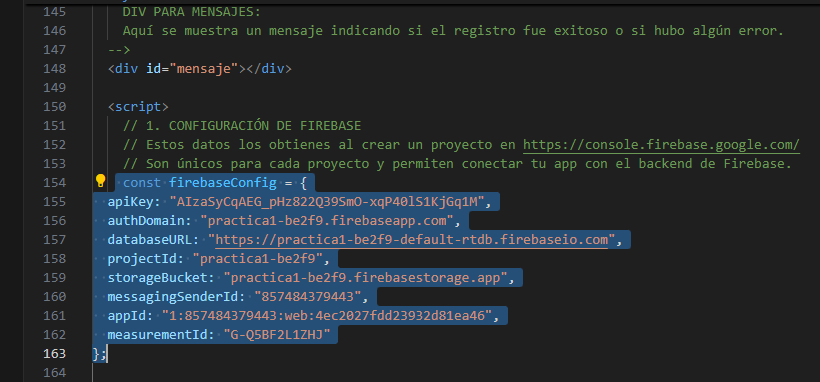 145 DIV PARA MENSAJES:
146 Aquí se muestra un mensaje indicando si el registro fue exitoso o si hubo algún error.
147 -->
148 <div id="mensaje"></div>
149
150 <script>
151 // 1. CONFIGURACIÓN DE FIREBASE
152 // Estos datos los obtienes al crear un proyecto en https://console.firebase.google.com/
153 // Son únicos para cada proyecto y permiten conectar tu app con el backend de Firebase.
154 const firebaseConfig = {
155 apiKey: "AIzaSyCqAEG_pHz822Q39SmO-xqP40lS1KjGq1M",
156 authDomain: "practica1-be2f9.firebaseapp.com",
157 databaseURL: "https://practica1-be2f9-default-rtdb.firebaseio.com",
158 projectId: "practica1-be2f9",
159 storageBucket: "practica1-be2f9.firebasestorage.app",
160 messagingSenderId: "857484379443",
161 appId: "1:857484379443:web:4ec2027fdd23932d81ea46",
162 measurementId: "G-Q5BF2L1ZHJ"
163 };
164